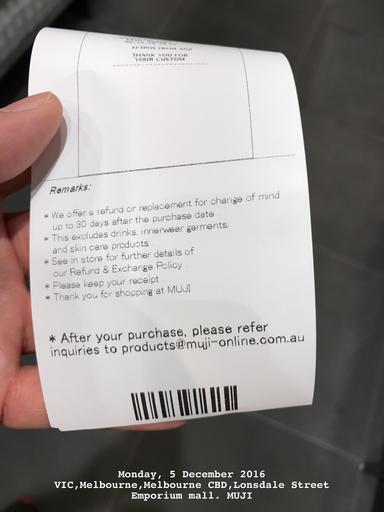 EFTPOS FROM
THANK YOU FOR
YOUR CUSTOM
Remarks:
* We offer a refund or replacement for change of mind
up to 30 days after the purchase date
* This excludes drinks, innerwear garments,
and skin care products
* See in store for further details of
our Refund & Exchange Policy
* Please keep your receipt
* Thank you for shopping at MUJI
* After your purchase, please refer
inquiries to products@muji-online.com.au
Monday, 5 December 2016
VIC,Melbourne,Melbourne CBD,Lonsdale Street
Emporium mall. MUJI